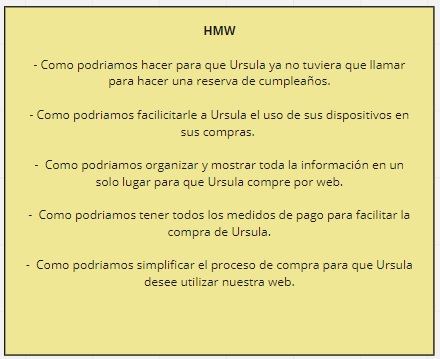 HMW
- Como podriamos hacer para que Ursula ya no tuviera que llamar
para hacer una reserva de cumpleaños.
- Como podriamos facilicitarle a Ursula el uso de sus dispositivos en
sus compras.
- Como podriamos organizar y mostrar toda la información en un
solo lugar para que Ursula compre por web.
- Como podriamos tener todos los medidos de pago para facilitar la
compra de Ursula.
- Como podriamos simplificar el proceso de compra para que Ursula
desee utilizar nuestra web.